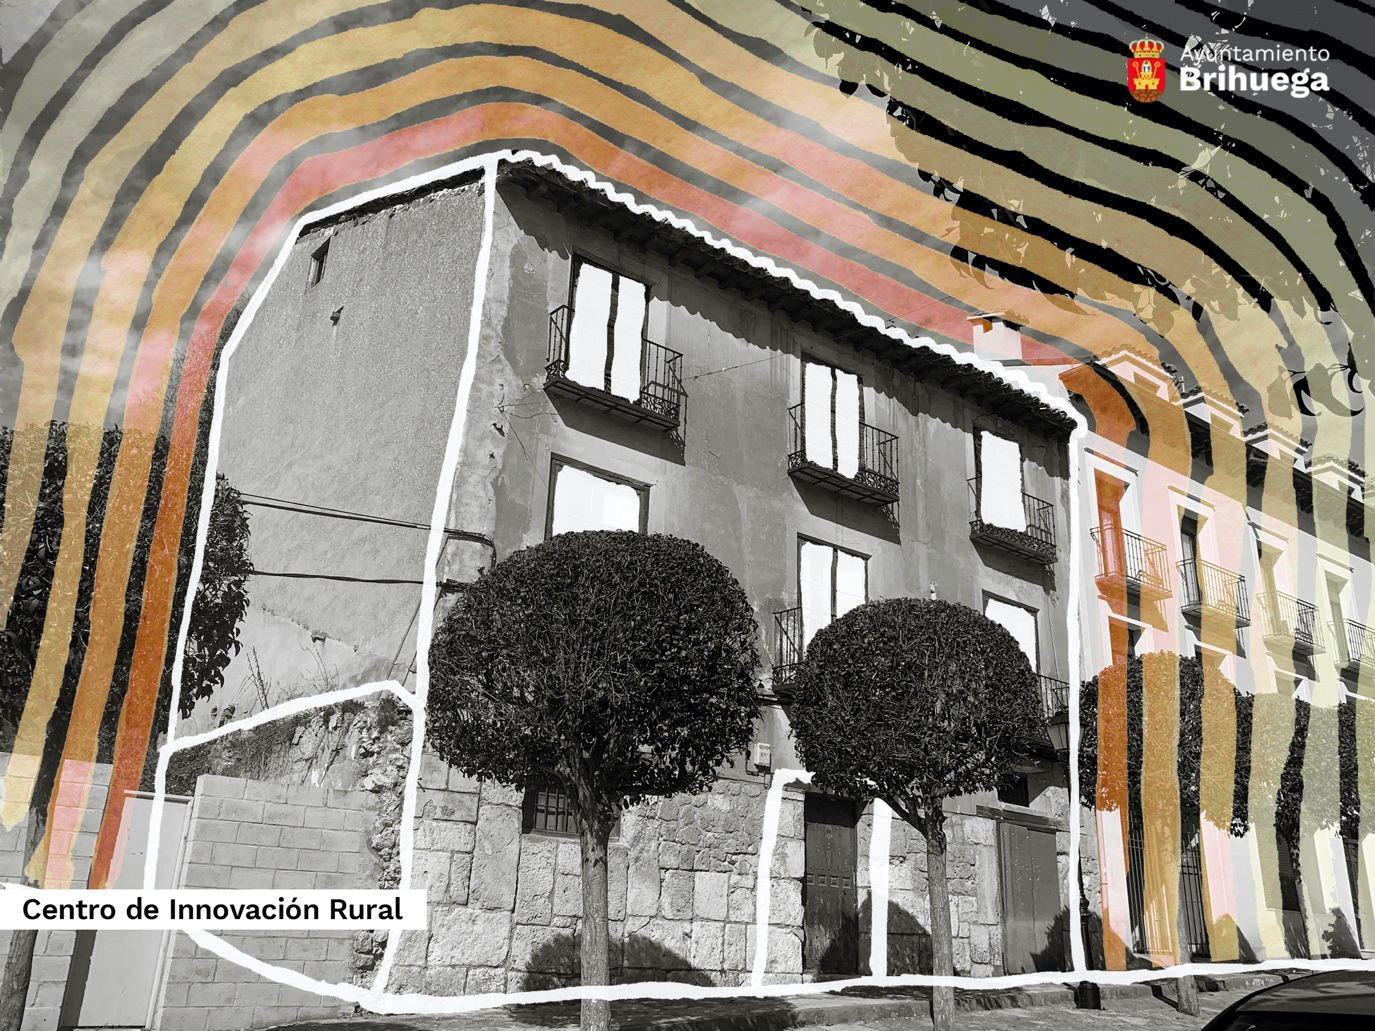 Ayuntamiento
Brihuega
Centro de Innovación Rural